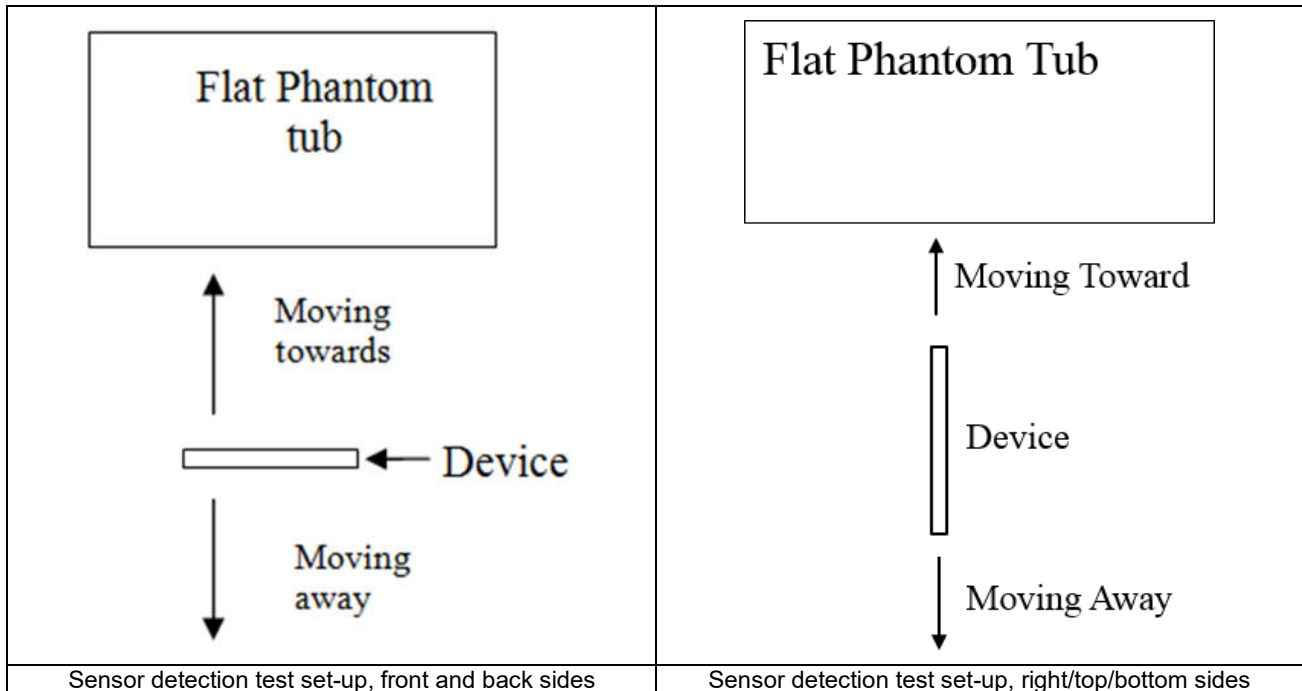 Flat Phantom
tub
Moving
towards
Device
Moving
away
Sensor detection test set-up, front and back sides
Flat Phantom Tub
Moving Toward
Device
Moving Away
Sensor detection test set-up, right/top/bottom sides